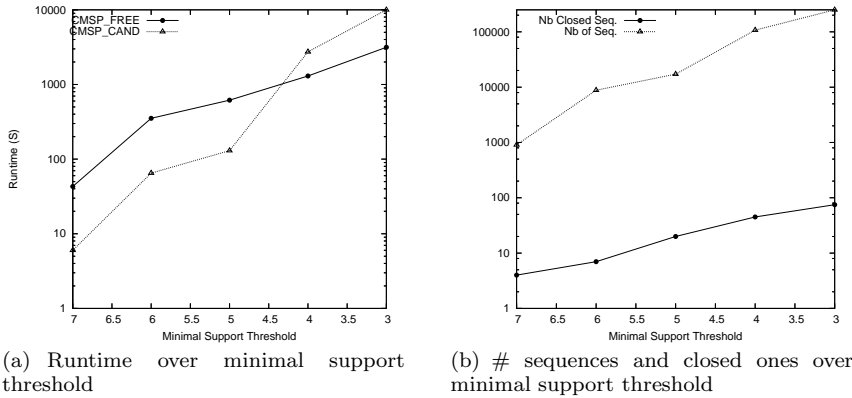 10000
1000
100
10
1
Runtime (S)
CMSP_FREE
CMSP_CAND
7 6.5 6 5.5 5 4.5 4 3.5 3
Minimal Support Threshold
(a) Runtime over minimal support
threshold
100000
10000
1000
100
10
1
Nb Closed Seq.
Nb of Seq.
7 6.5 6 5.5 5 4.5 4 3.5 3
Minimal Support Threshold
(b) # sequences and closed ones over
minimal support threshold